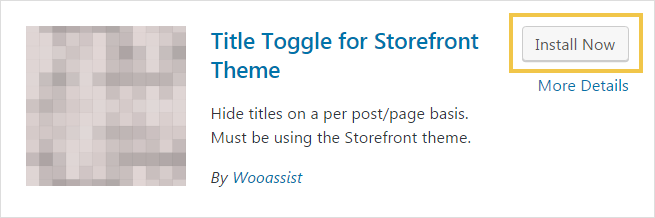 Title Toggle for Storefront
Theme
Install Now
More Details
Hide titles on a per post/page basis.
Must be using the Storefront theme.
By Wooassist